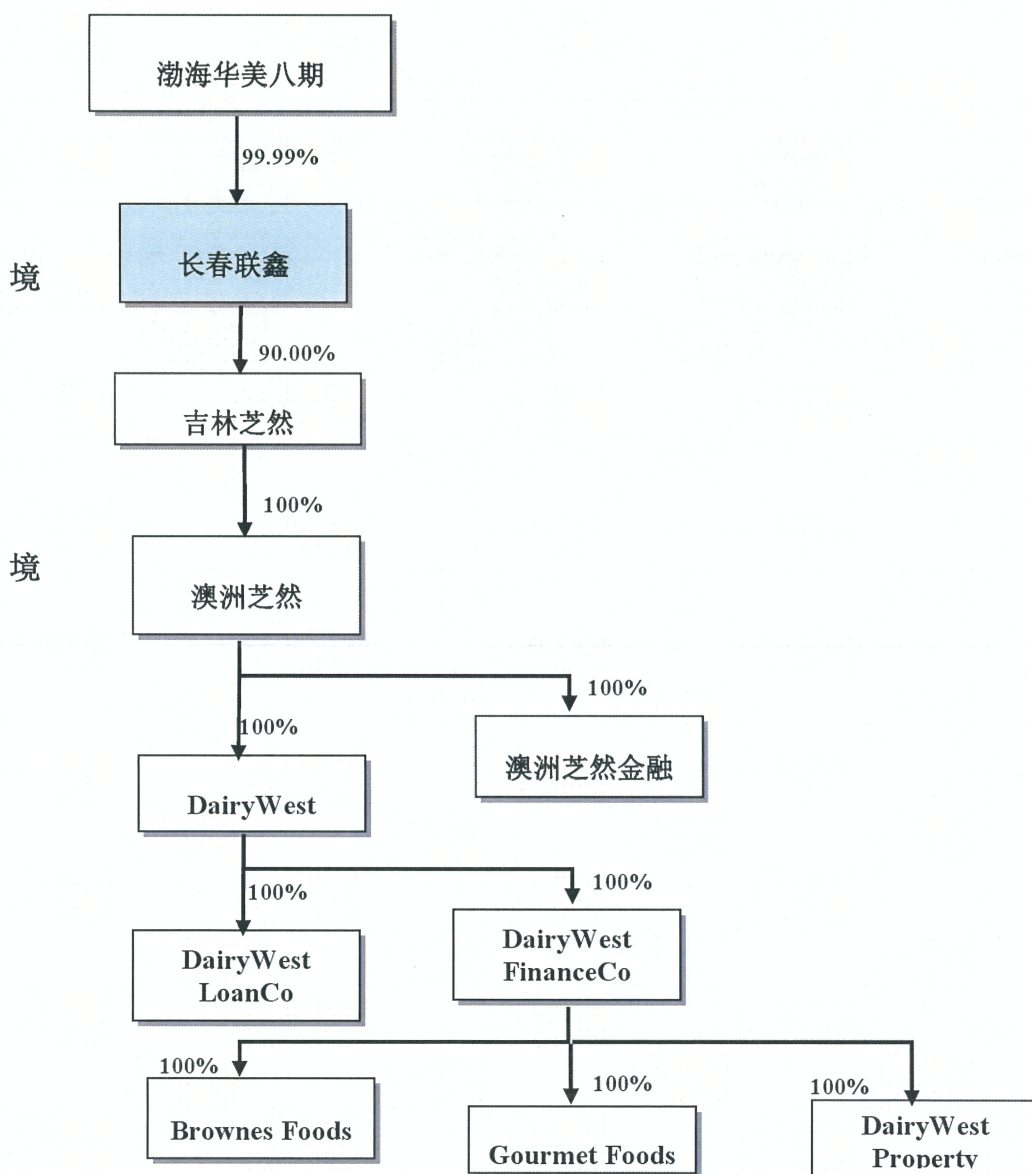 渤海华美八期
99.99%
长春联鑫
境
90.00%
吉林芝然
100%
境
澳洲芝然
100%
100%
澳洲芝然金融
DairyWest
100%
100%
DairyWest
LoanCo
DairyWest
FinanceCo
100%
100%
100%
Brownes Foods
Gourmet Foods
DairyWest
Property